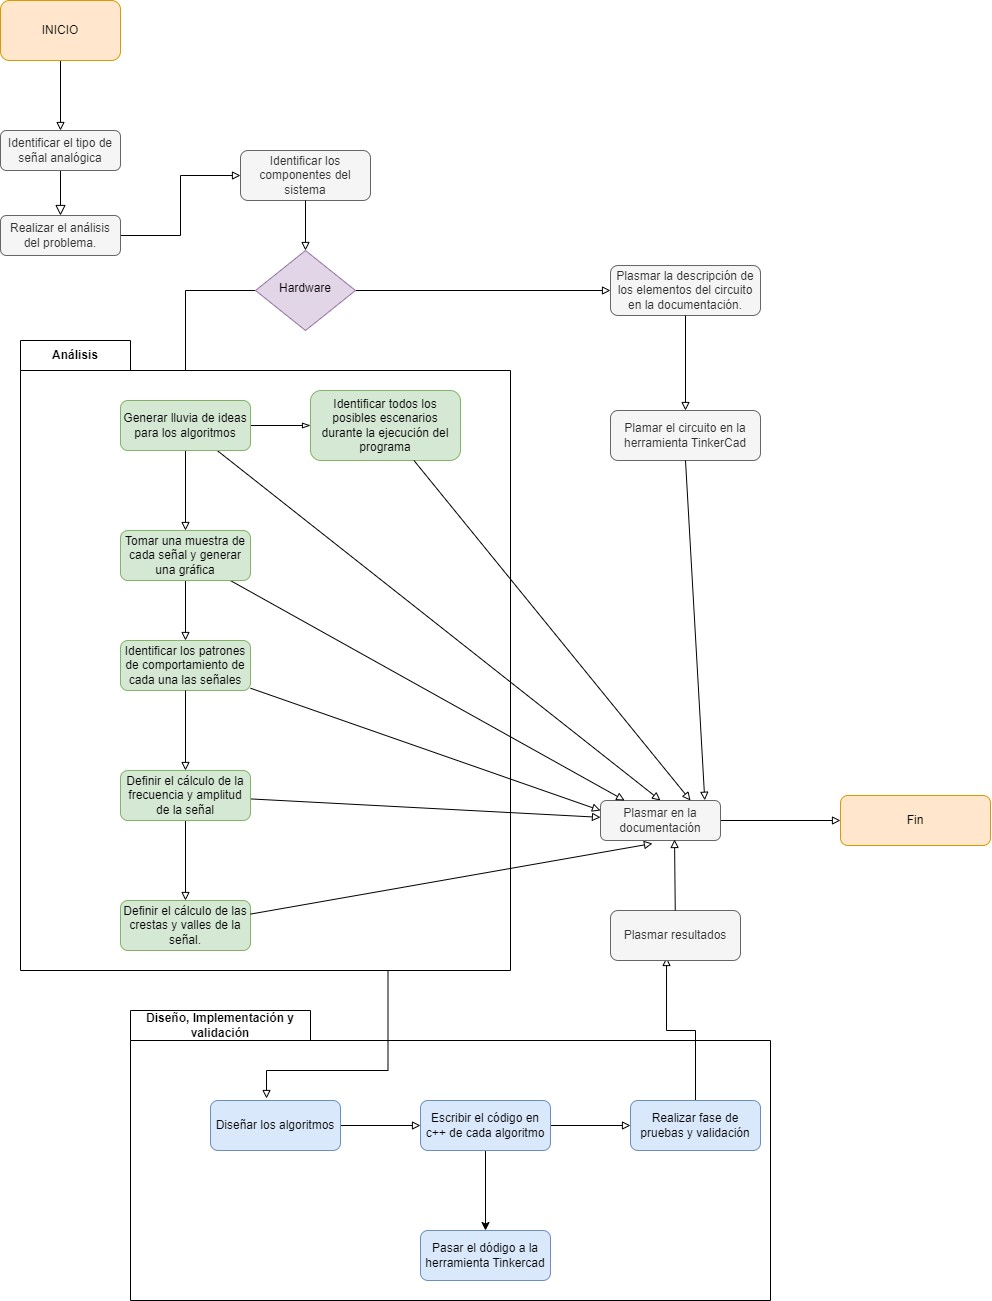 INICIO
Identificar el tipo de
señal analógica
Realizar el análisis
del problema.
Identificar los
componentes del
sistema
Hardware
Plasmar la descripción de
los elementos del circuito
en la documentación.
Plamar el circuito en la
herramienta TinkerCad
Análisis
Generar lluvia de ideas
para los algoritmos
Identificar todos los
posibles escenarios
durante la ejecución del
programa
Tomar una muestra de
cada señal y generar
una gráfica
Identificar los patrones
de comportamiento de
cada una las señales
Definir el cálculo de la
frecuencia y amplitud
de la señal
Definir el cálculo de las
crestas y valles de la
señal.
Plasmar en la
documentación
Fin
Plasmar resultados
Diseño, Implementación y
validación
Diseñar los algoritmos
Escribir el código en
c++ de cada algoritmo
Realizar fase de
pruebas y validación
Pasar el dódigo a la
herramienta Tinkercad